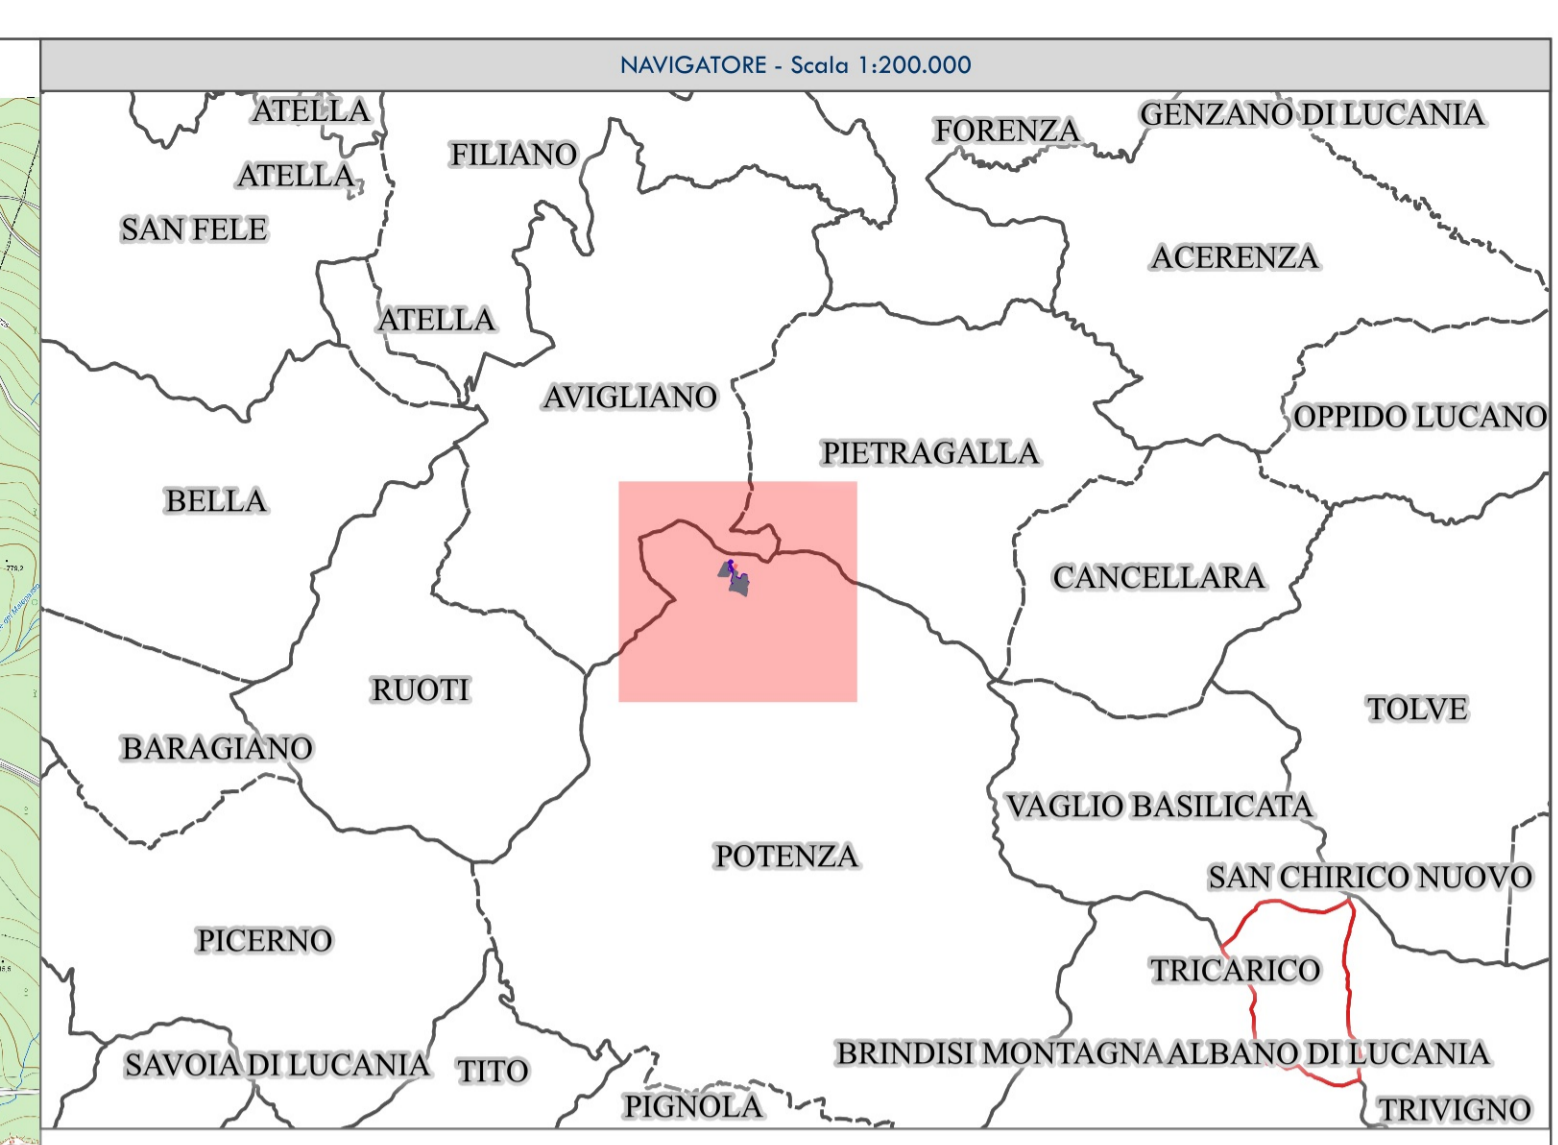 NAVIGATORE - Scala 1:200.000
ATELLA
GENZANO DI LUCANIA
FORENZA
FILIANO
ATELLA
SAN FELE
ACERENZA
ATELLA
AVIGLIANO
OPPIDO LUCANO
PIETRAGALLA
BELLA
CANCELLARA
RUOTI
TOLVE
BARAGIANO
VAGLIO BASILICATA
POTENZA
SAN CHIRICO NUOVO
PICERNO
TRICARICO
BRINDISI MONTAGNA
ALBANO DI LUCANIA
SAVOIA DI LUCANIA
TITO
PIGNOLA
TRIVIGNO